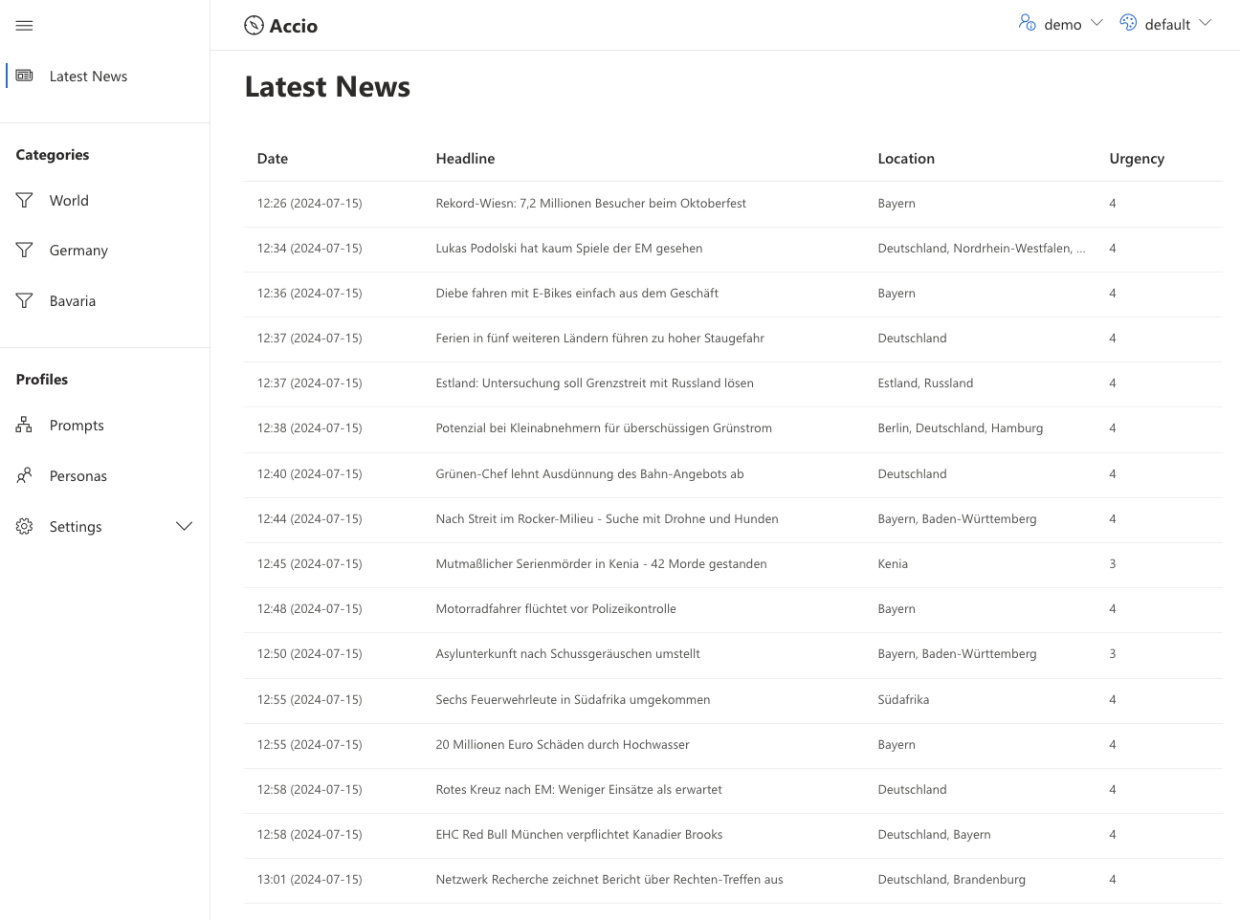 Accio
demo
default
Latest News
Categories
World
Germany
Bavaria
Profiles
Prompts
Personas
Settings
Latest News
Date Headline Location Urgency
12:26 (2024-07-15) Rekord-Wiesn: 7,2 Millionen Besucher beim Oktoberfest Bayern 4
12:34 (2024-07-15) Lukas Podolski hat kaum Spiele der EM gesehen Deutschland, Nordrhein-Westfalen, ... 4
12:36 (2024-07-15) Diebe fahren mit E-Bikes einfach aus dem Geschäft Bayern 4
12:37 (2024-07-15) Ferien in fünf weiteren Ländern führen zu hoher Staugefahr Deutschland 4
12:37 (2024-07-15) Estland: Untersuchung soll Grenzstreit mit Russland lösen Estland, Russland 4
12:38 (2024-07-15) Potenzial bei Kleinabnehmern für überschüssigen Grünstrom Berlin, Deutschland, Hamburg 4
12:40 (2024-07-15) Grünen-Chef lehnt Ausdünnung des Bahn-Angebots ab Deutschland 4
12:44 (2024-07-15) Nach Streit im Rocker-Milieu - Suche mit Drohne und Hunden Bayern, Baden-Württemberg 4
12:45 (2024-07-15) Mutmaßlicher Serienmörder in Kenia - 42 Morde gestanden Kenia 3
12:48 (2024-07-15) Motorradfahrer flüchtet vor Polizeikontrolle Bayern 4
12:50 (2024-07-15) Asylunterkunft nach Schussgeräuschen umstellt Bayern, Baden-Württemberg 3
12:55 (2024-07-15) Sechs Feuerwehrleute in Südafrika umgekommen Südafrika 4
12:55 (2024-07-15) 20 Millionen Euro Schäden durch Hochwasser Bayern 4
12:58 (2024-07-15) Rotes Kreuz nach EM: Weniger Einsätze als erwartet Deutschland 4
12:58 (2024-07-15) EHC Red Bull München verpflichtet Kanadier Brooks Deutschland, Bayern 4
13:01 (2024-07-15) Netzwerk Recherche zeichnet Bericht über Rechten-Treffen aus Deutschland, Brandenburg 4